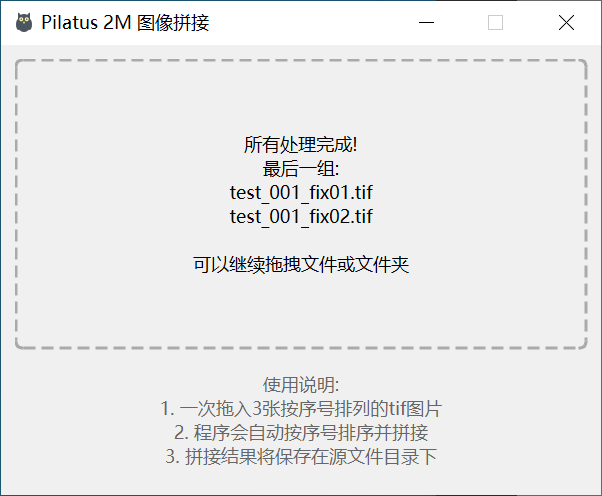 Pilatus 2M 图像拼接
所有处理完成!
最后一组:
test_001_fix01.tif
test_001_fix02.tif
可以继续拖拽文件或文件夹
使用说明:
1. 一次拖入3张按序号排列的tif图片
2. 程序会自动按序号排序并拼接
3. 拼接结果将保存在源文件目录下